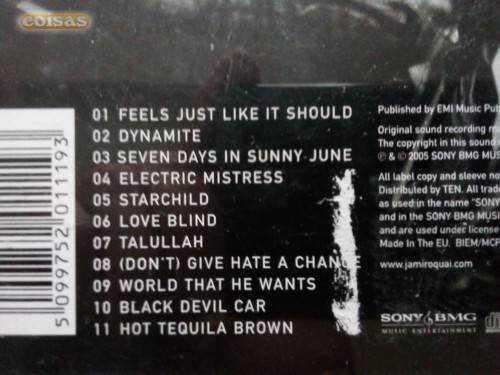 coisas
01 FEELS JUST LIKE IT SHOULD
02 DYNAMITE
03 SEVEN DAYS IN SUNNY JUNE
04 ELECTRIC MISTRESS
05 STARCHILD
06 LOVE BLIND
07 TALULLAH
08 (DON'T) GIVE HATE A CHANCE
09 WORLD THAT HE WANTS
10 BLACK DEVIL CAR
11 HOT TEQUILA BROWN
5 099752 011193
Published by EMI Music
Original sound recording
The copyright in this sound
℗ & © 2005 SONY BMG
All label copy and sleeve
Distributed by TEN. All
as used in the name "SONY
and in the SONY BMG
and are used under license
Made In The EU. BIEM/MCP
www.jamiroquai.com
SONY BMG
MUSIC ENTERTAINMENT